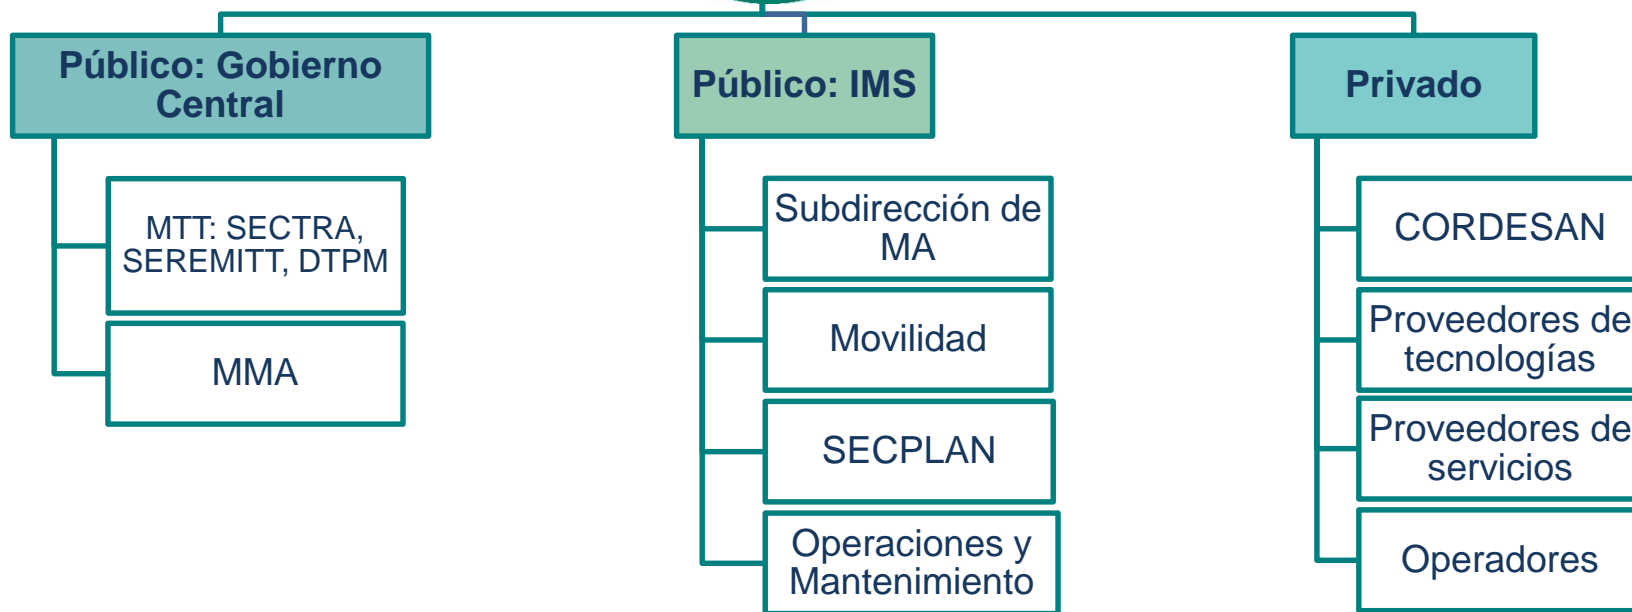 Público: Gobierno
Central
MTT: SECTRA,
SEREMITT, DTPM
MMA
Público: IMS
Subdirección de
MA
Movilidad
SECPLAN
Operaciones y
Mantenimiento
Privado
CORDESAN
Proveedores de
tecnologías
Proveedores de
servicios
Operadores